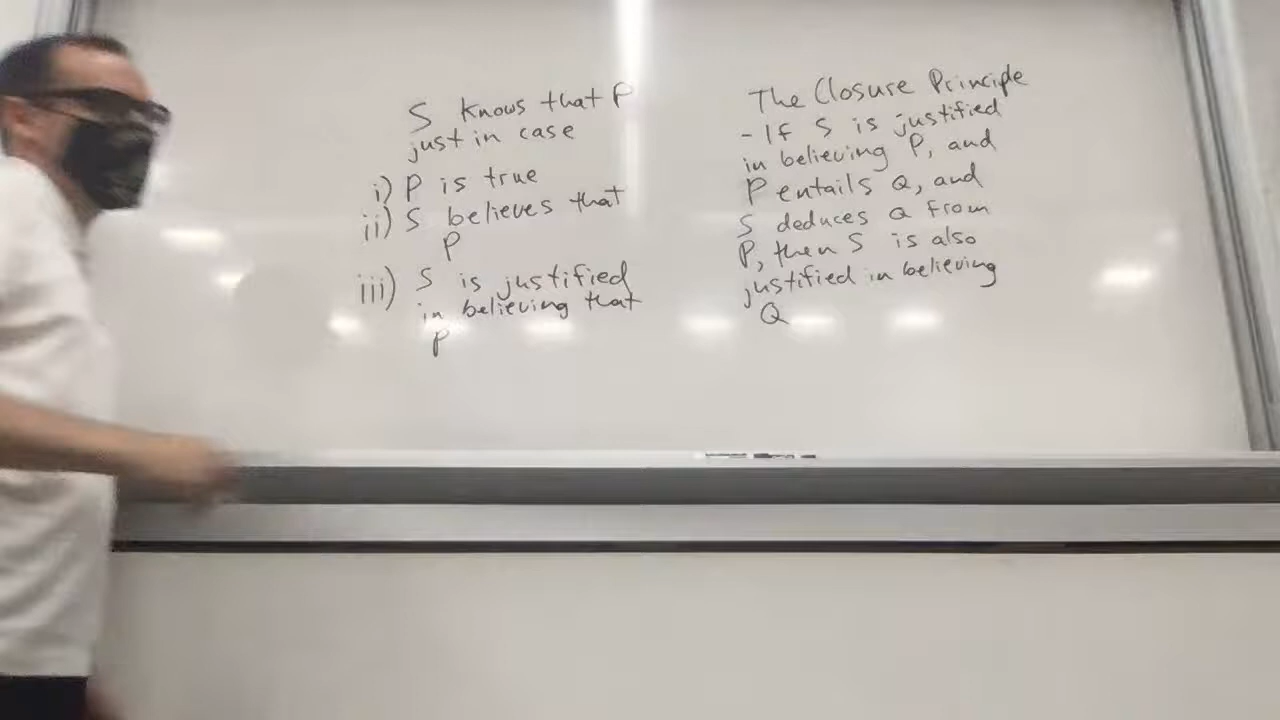 S knows that P
just in case
i) P is true
ii) S believes that
P
iii) S is justified
in believing that
P
The Closure Principle
- If S is justified
in believing P, and
P entails Q, and
S deduces Q from
P, then S is also
justified in believing
Q